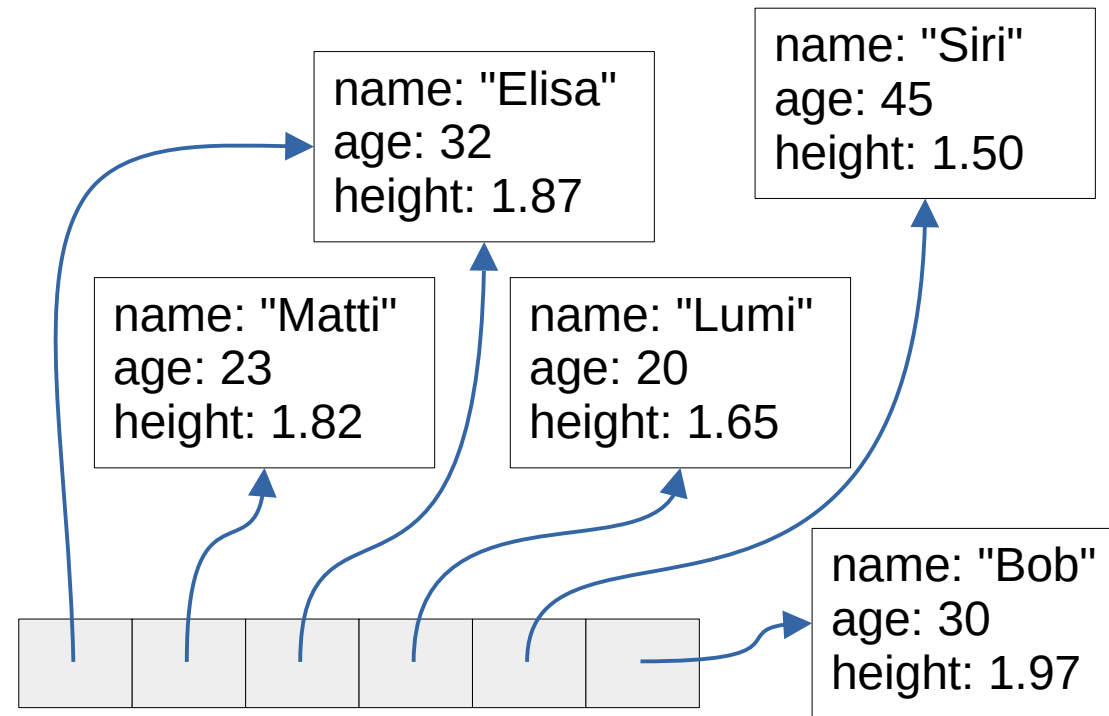 name: "Elisa"
age: 32
height: 1.87
name: "Siri"
age: 45
height: 1.50
name: "Matti"
age: 23
height: 1.82
name: "Lumi"
age: 20
height: 1.65
name: "Bob"
age: 30
height: 1.97